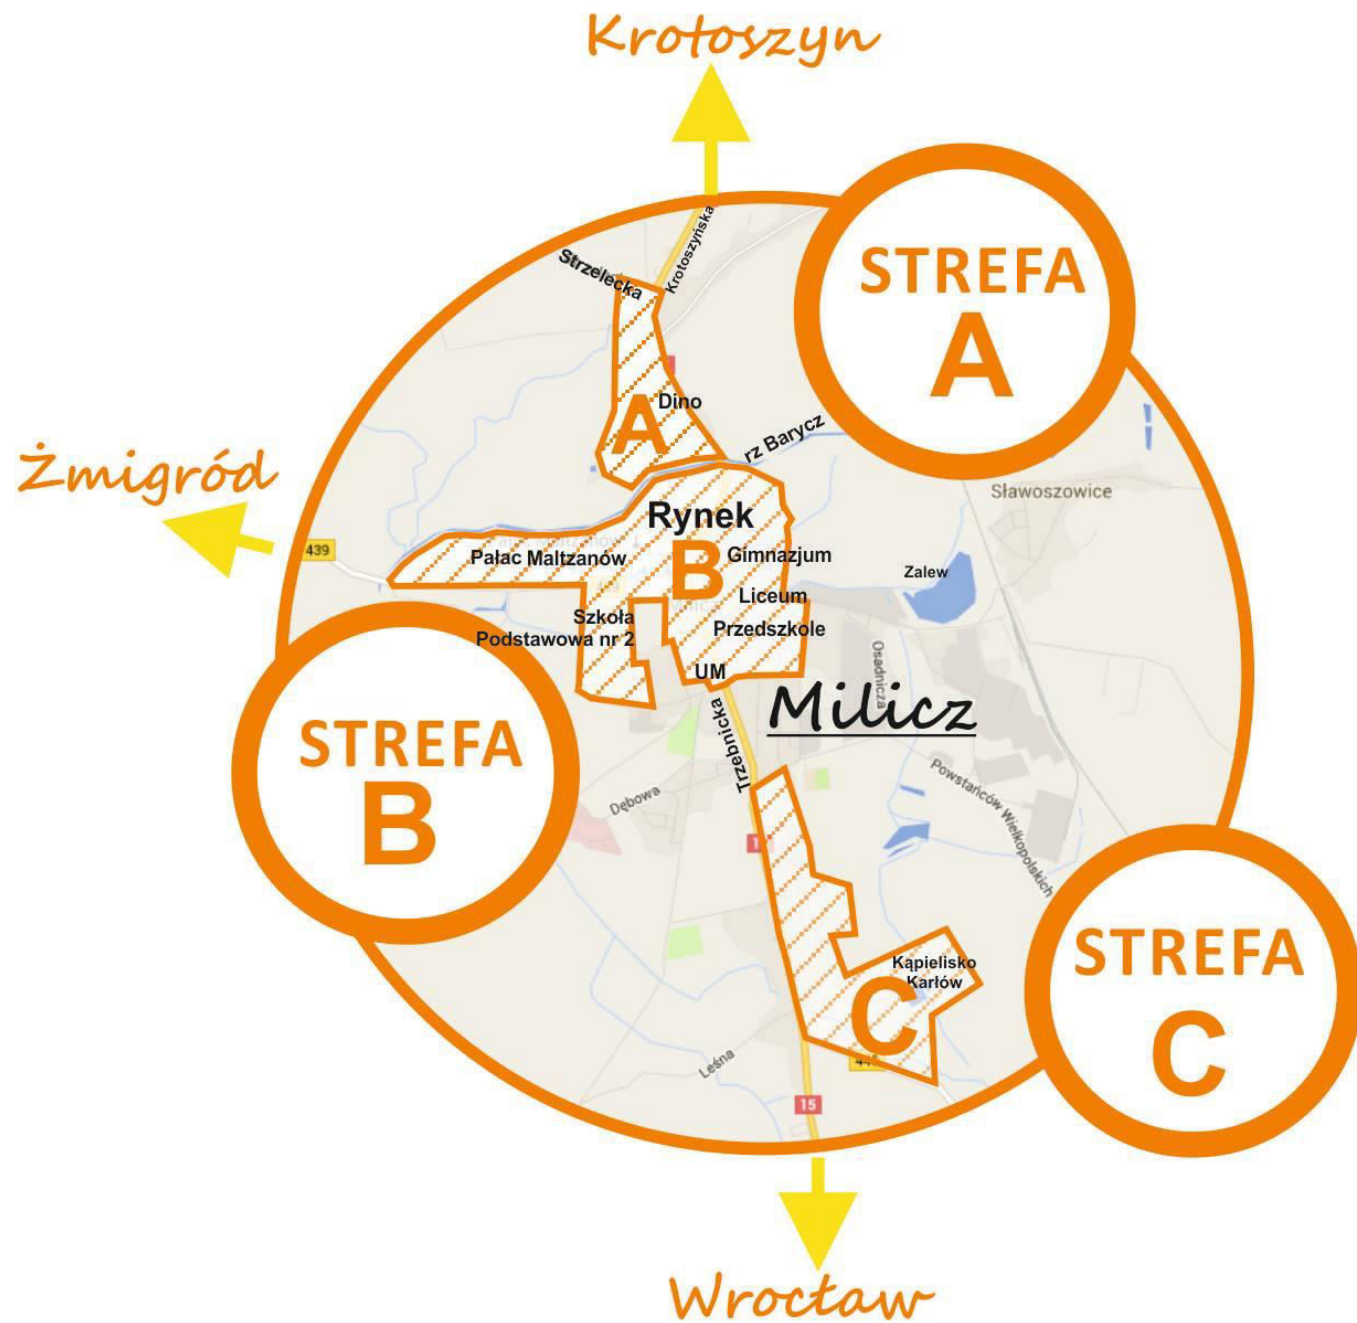 Krotoszyn
STREFA
A
Strzelecka
Krotoszyńska
Dino
A
rz Barycz
Żmigród
439
Sławoszowice
Rynek
Pałac Maltzanów
B
Gimnazjum
Zalew
Liceum
Szkoła
Podstawowa nr 2
Przedszkole
UM
Osadnicza
STREFA
B
Milicz
Trzebnicka
Dębowa
Powstańców Wielkopolskich
STREFA
C
Kąpielisko
Karłów
C
Leśna
15
Wrocław